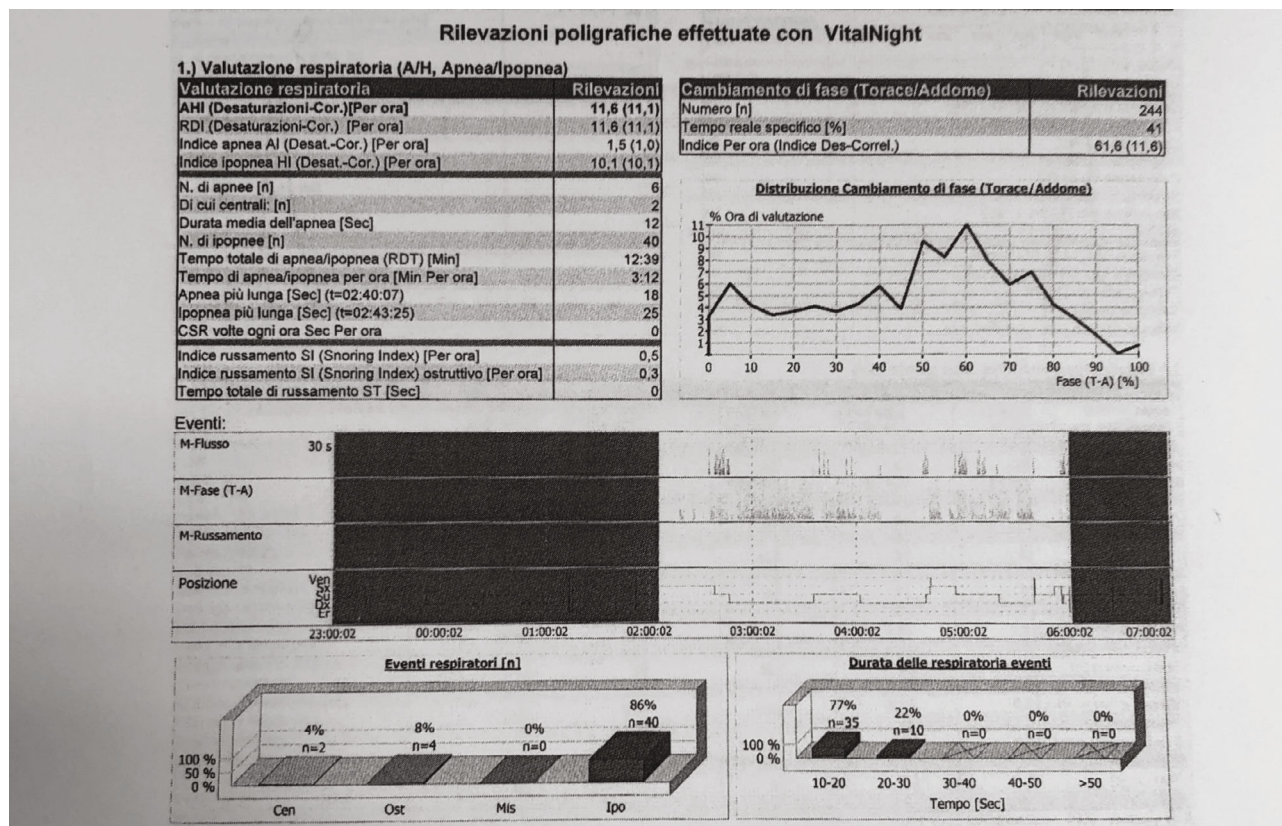 Rilevazioni poligrafiche effettuate con VitalNight
1.) Valutazione respiratoria (A/H, Apnea/Ipopnea)
Valutazione respiratoria Rilevazioni
AHI (Desaturazioni-Cor.)[Per ora] 11,6 (11,1)
RDI (Desaturazioni-Cor.) [Per ora] 11,6 (11,1)
Indice apnea AI (Desat.-Cor.) [Per ora] 1,5 (1,0)
Indice ipopnea HI (Desat.-Cor.) [Per ora] 10,1 (10,1)
N. di apnee [n] 6
Di cui centrali: [n] 2
Durata media dell'apnea [Sec] 12
N. di ipopnee [n] 40
Tempo totale di apnea/ipopnea (RDT) [Min] 12:39
Tempo di apnea/ipopnea per ora [Min Per ora] 3:12
Apnea più lunga [Sec] (t=02:40:07) 18
Ipopnea più lunga [Sec] (t=02:43:25) 25
CSR volte ogni ora Sec Per ora 0
Indice russamento SI (Snoring Index) [Per ora] 0,5
Indice russamento SI (Snoring Index) ostruttivo [Per ora] 0,3
Tempo totale di russamento ST [Sec] 0
Cambiamento di fase (Torace/Addome) Rilevazioni
Numero [n] 244
Tempo reale specifico [%] 41
Indice Per ora (Indice Des-Correl.) 61,6 (11,6)
Distribuzione Cambiamento di fase (Torace/Addome)
% Ora di valutazione
11
10
9
8
7
6
5
4
3
2
1
0 10 20 30 40 50 60 70 80 90 100
Fase (T-A) [%]
Eventi:
M-Flusso 30 s
M-Fase (T-A)
M-Russamento
Posizione Ven
Sx
Su
Dx
Er
23:00:02 00:00:02 01:00:02 02:00:02 03:00:02 04:00:02 05:00:02 06:00:02 07:00:02
Eventi respiratori [n]
4% 8% 0% 86%
n=2 n=4 n=0 n=40
100 %
50 %
0 %
Cen Ost Mis Ipo
Durata delle respiratoria eventi
77% 22% 0% 0% 0%
n=35 n=10 n=0 n=0 n=0
100 %
0 %
10-20 20-30 30-40 40-50 >50
Tempo [Sec]